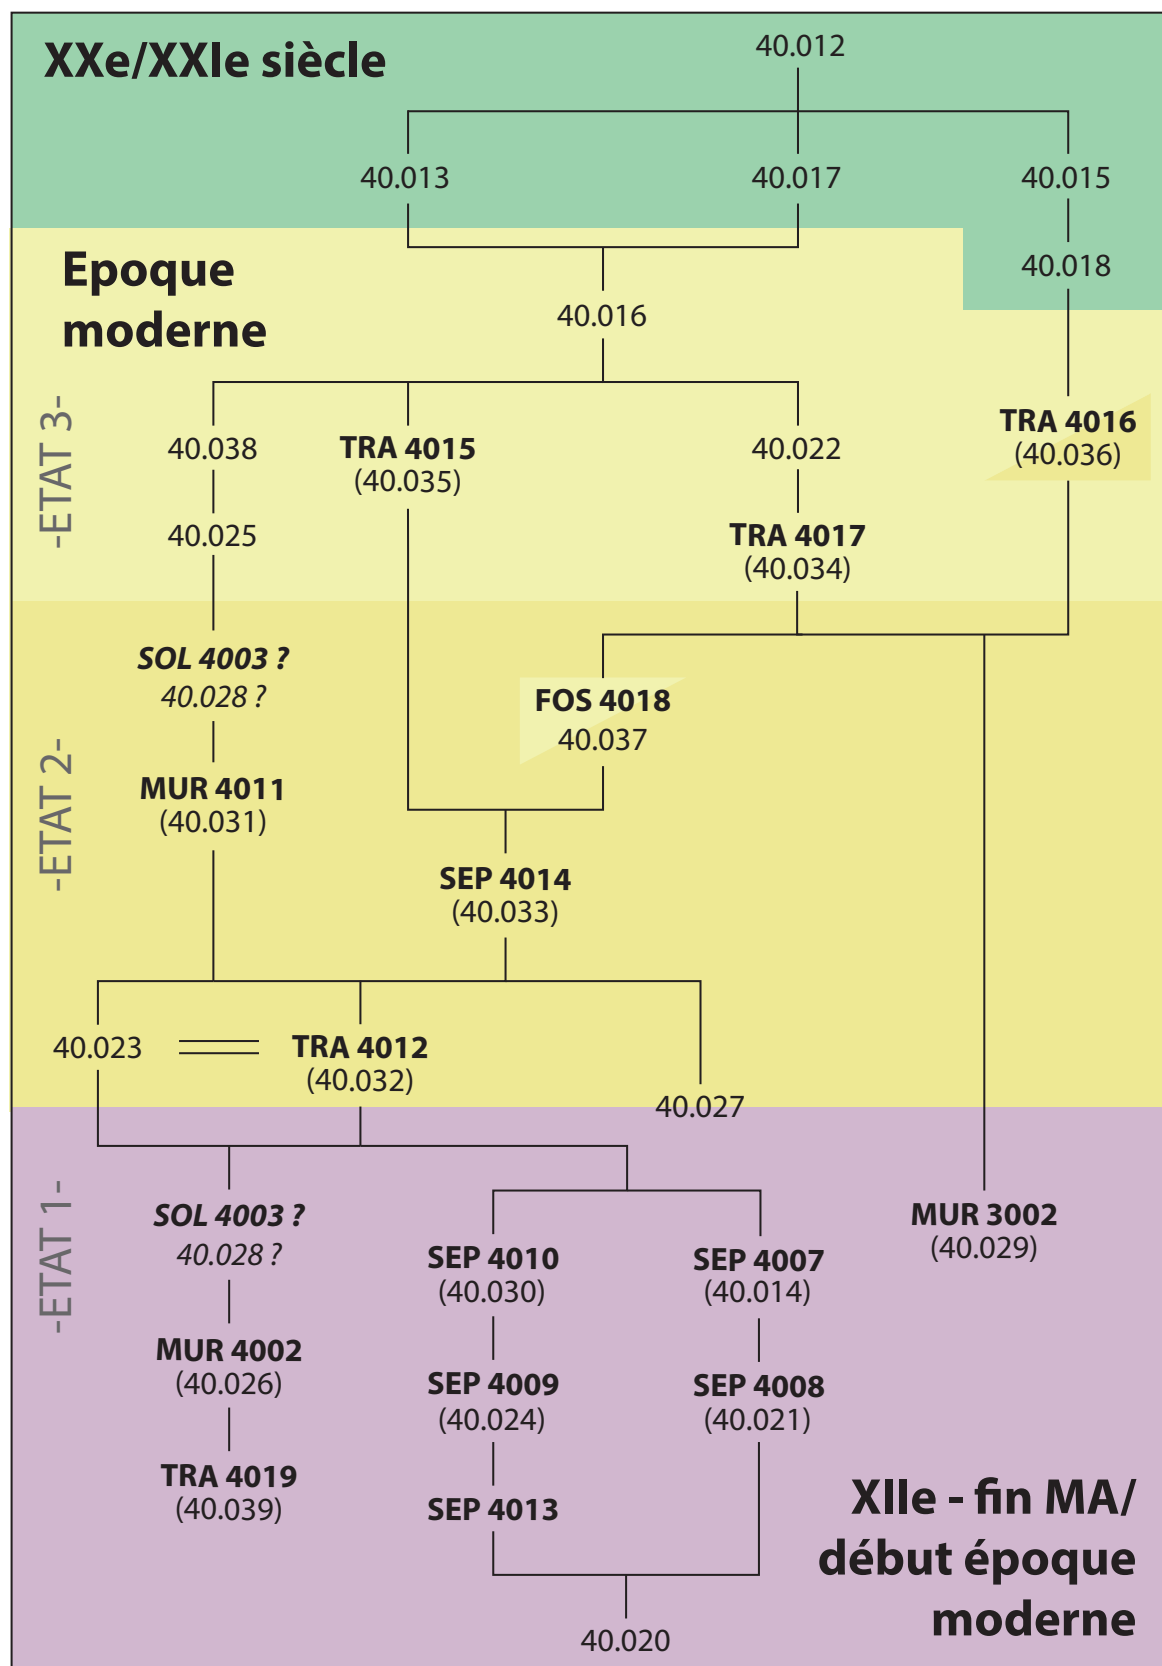 XXe/XXIe siècle
40.012
40.013
40.017
40.015
Epoque
moderne
40.018
40.016
-ETAT 3-
40.038
TRA 4015
(40.035)
40.022
TRA 4016
(40.036)
40.025
TRA 4017
(40.034)
-ETAT 2-
SOL 4003 ?
40.028 ?
FOS 4018
40.037
MUR 4011
(40.031)
SEP 4014
(40.033)
40.023
TRA 4012
(40.032)
40.027
-ETAT 1-
SOL 4003 ?
40.028 ?
SEP 4010
(40.030)
SEP 4007
(40.014)
MUR 3002
(40.029)
MUR 4002
(40.026)
SEP 4009
(40.024)
SEP 4008
(40.021)
TRA 4019
(40.039)
SEP 4013
XIIe - fin MA/
début époque
moderne
40.020